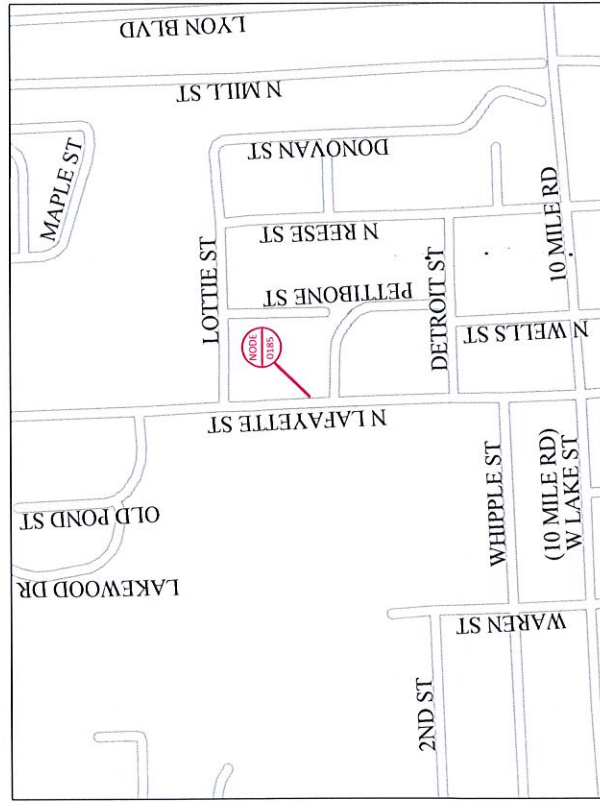 LYON BLVD
N MILL ST
MAPLE ST
DONOVAN ST
LOTTIE ST
N REESE ST
10 MILE RD
PETTIBONE ST
DETROIT ST
NODE
0185
N WELLS ST
N LAFAYETTE ST
OLD POND ST
WHIPPLE ST
(10 MILE RD)
W LAKE ST
LAKEWOOD DR
WAREN ST
2ND ST